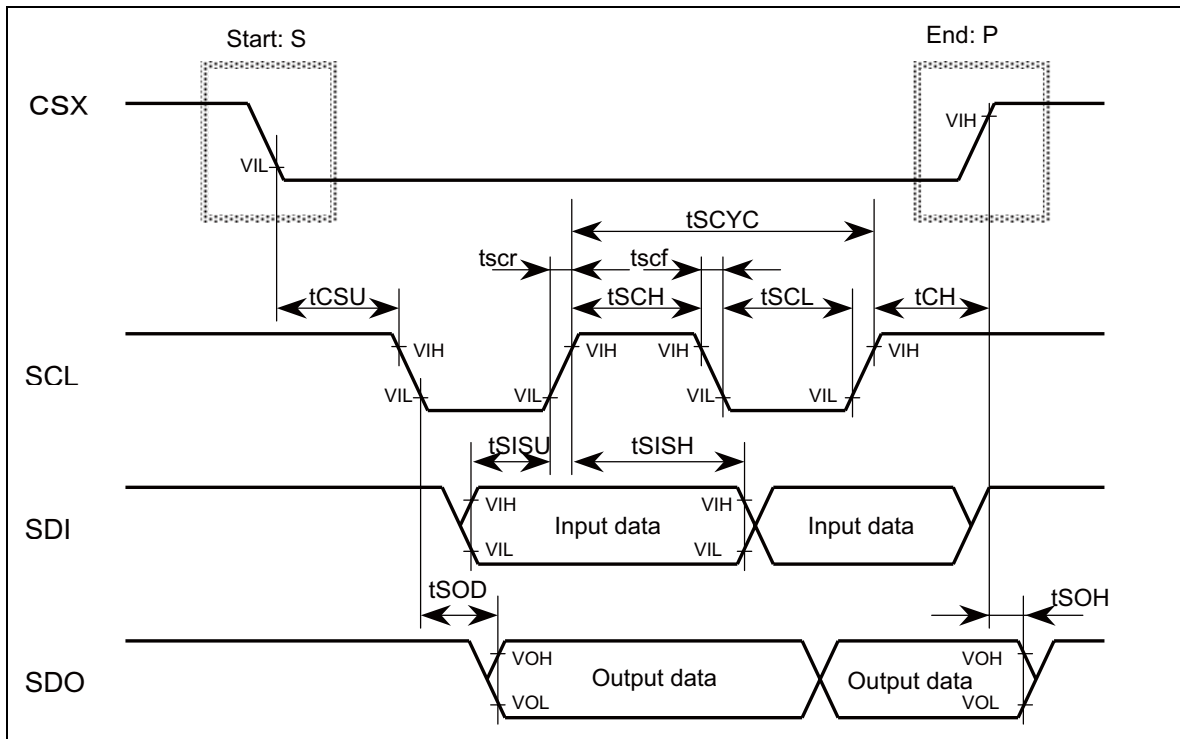 Start: S
End: P
CSX
VIL
VIH
tSCYC
tscr
tscf
tCSU
tSCH
tSCL
tCH
SCL
VIH
VIH
VIH
VIH
VIL
VIL
VIL
VIL
tSISU
tSISH
SDI
VIH
VIH
Input data
Input data
VIL
VIL
tSOD
tSOH
SDO
VOH
VOH
Output data
Output data
VOL
VOL